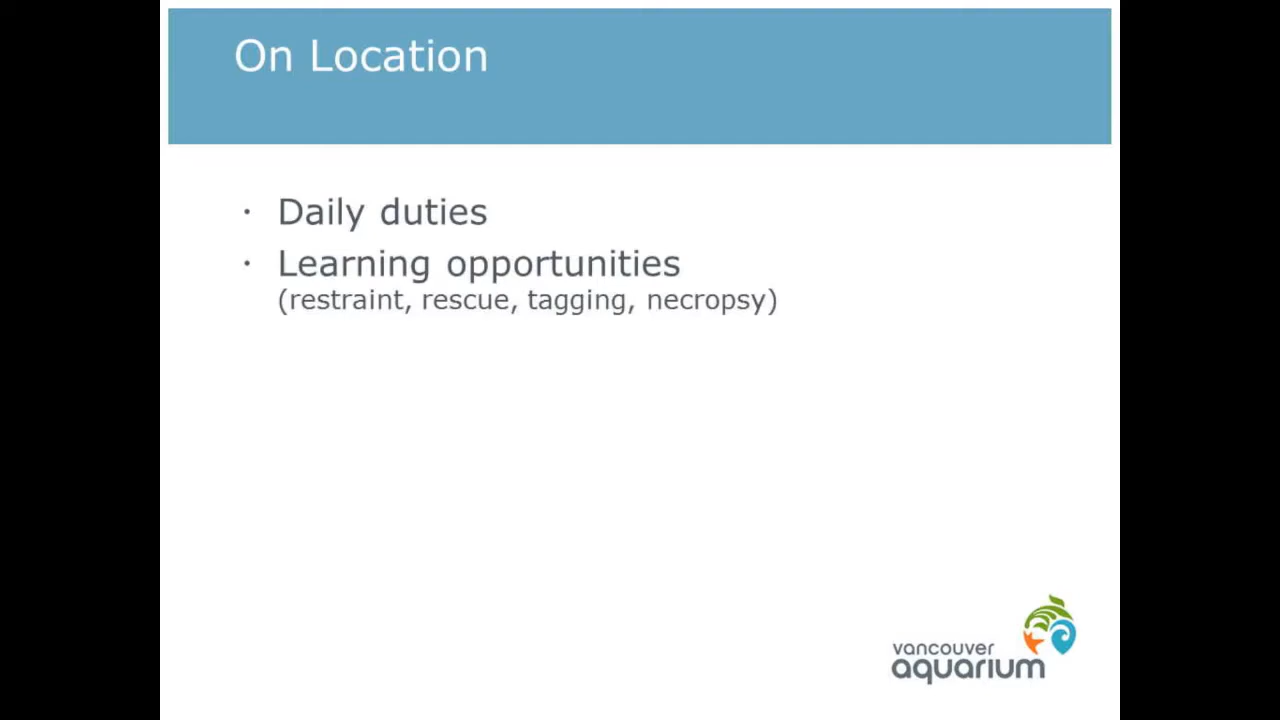 On Location
· Daily duties
· Learning opportunities
(restraint, rescue, tagging, necropsy)
vancouver
aquarium